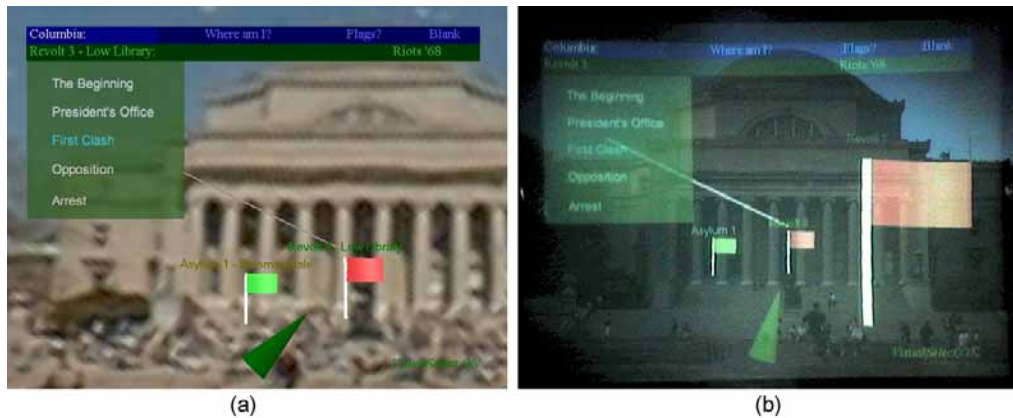 Columbia: Where am I? Flags? Blank
Revolt 3 - Low Library: Riots '68
The Beginning
President's Office
First Clash
Opposition
Arrest
Revolt 3 - Low Library
Asylum 1 -
(a)
Columbia: Where am I? Flags? Blank
Revolt Riots '68
The Beginning
President's Office
First Clash
Opposition
Arrest
Revolt
Asylum 1
(b)